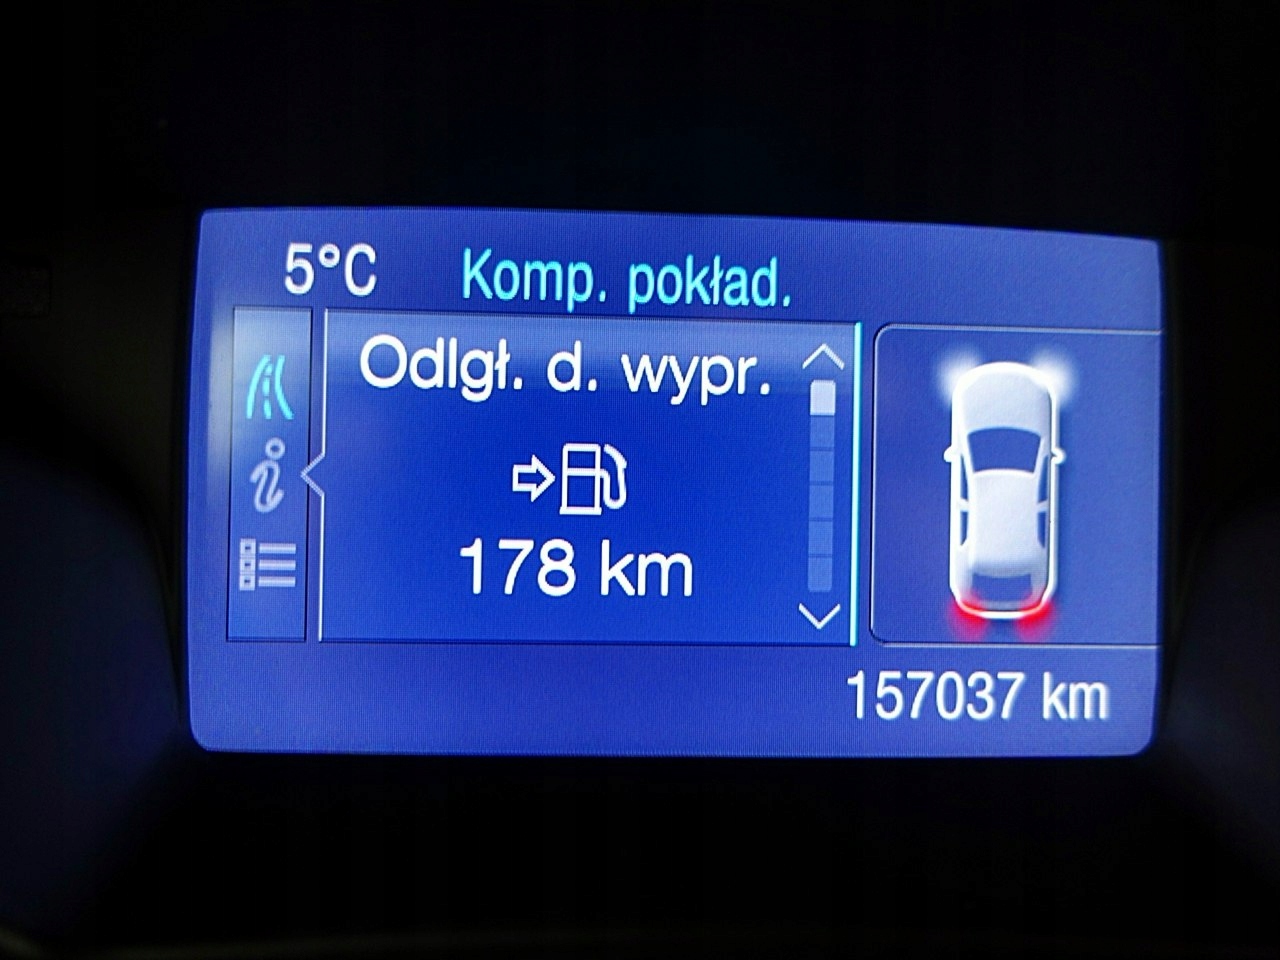 5°C Komp. pokład.
Odlgł. d. wypr.
178 km
157037 km